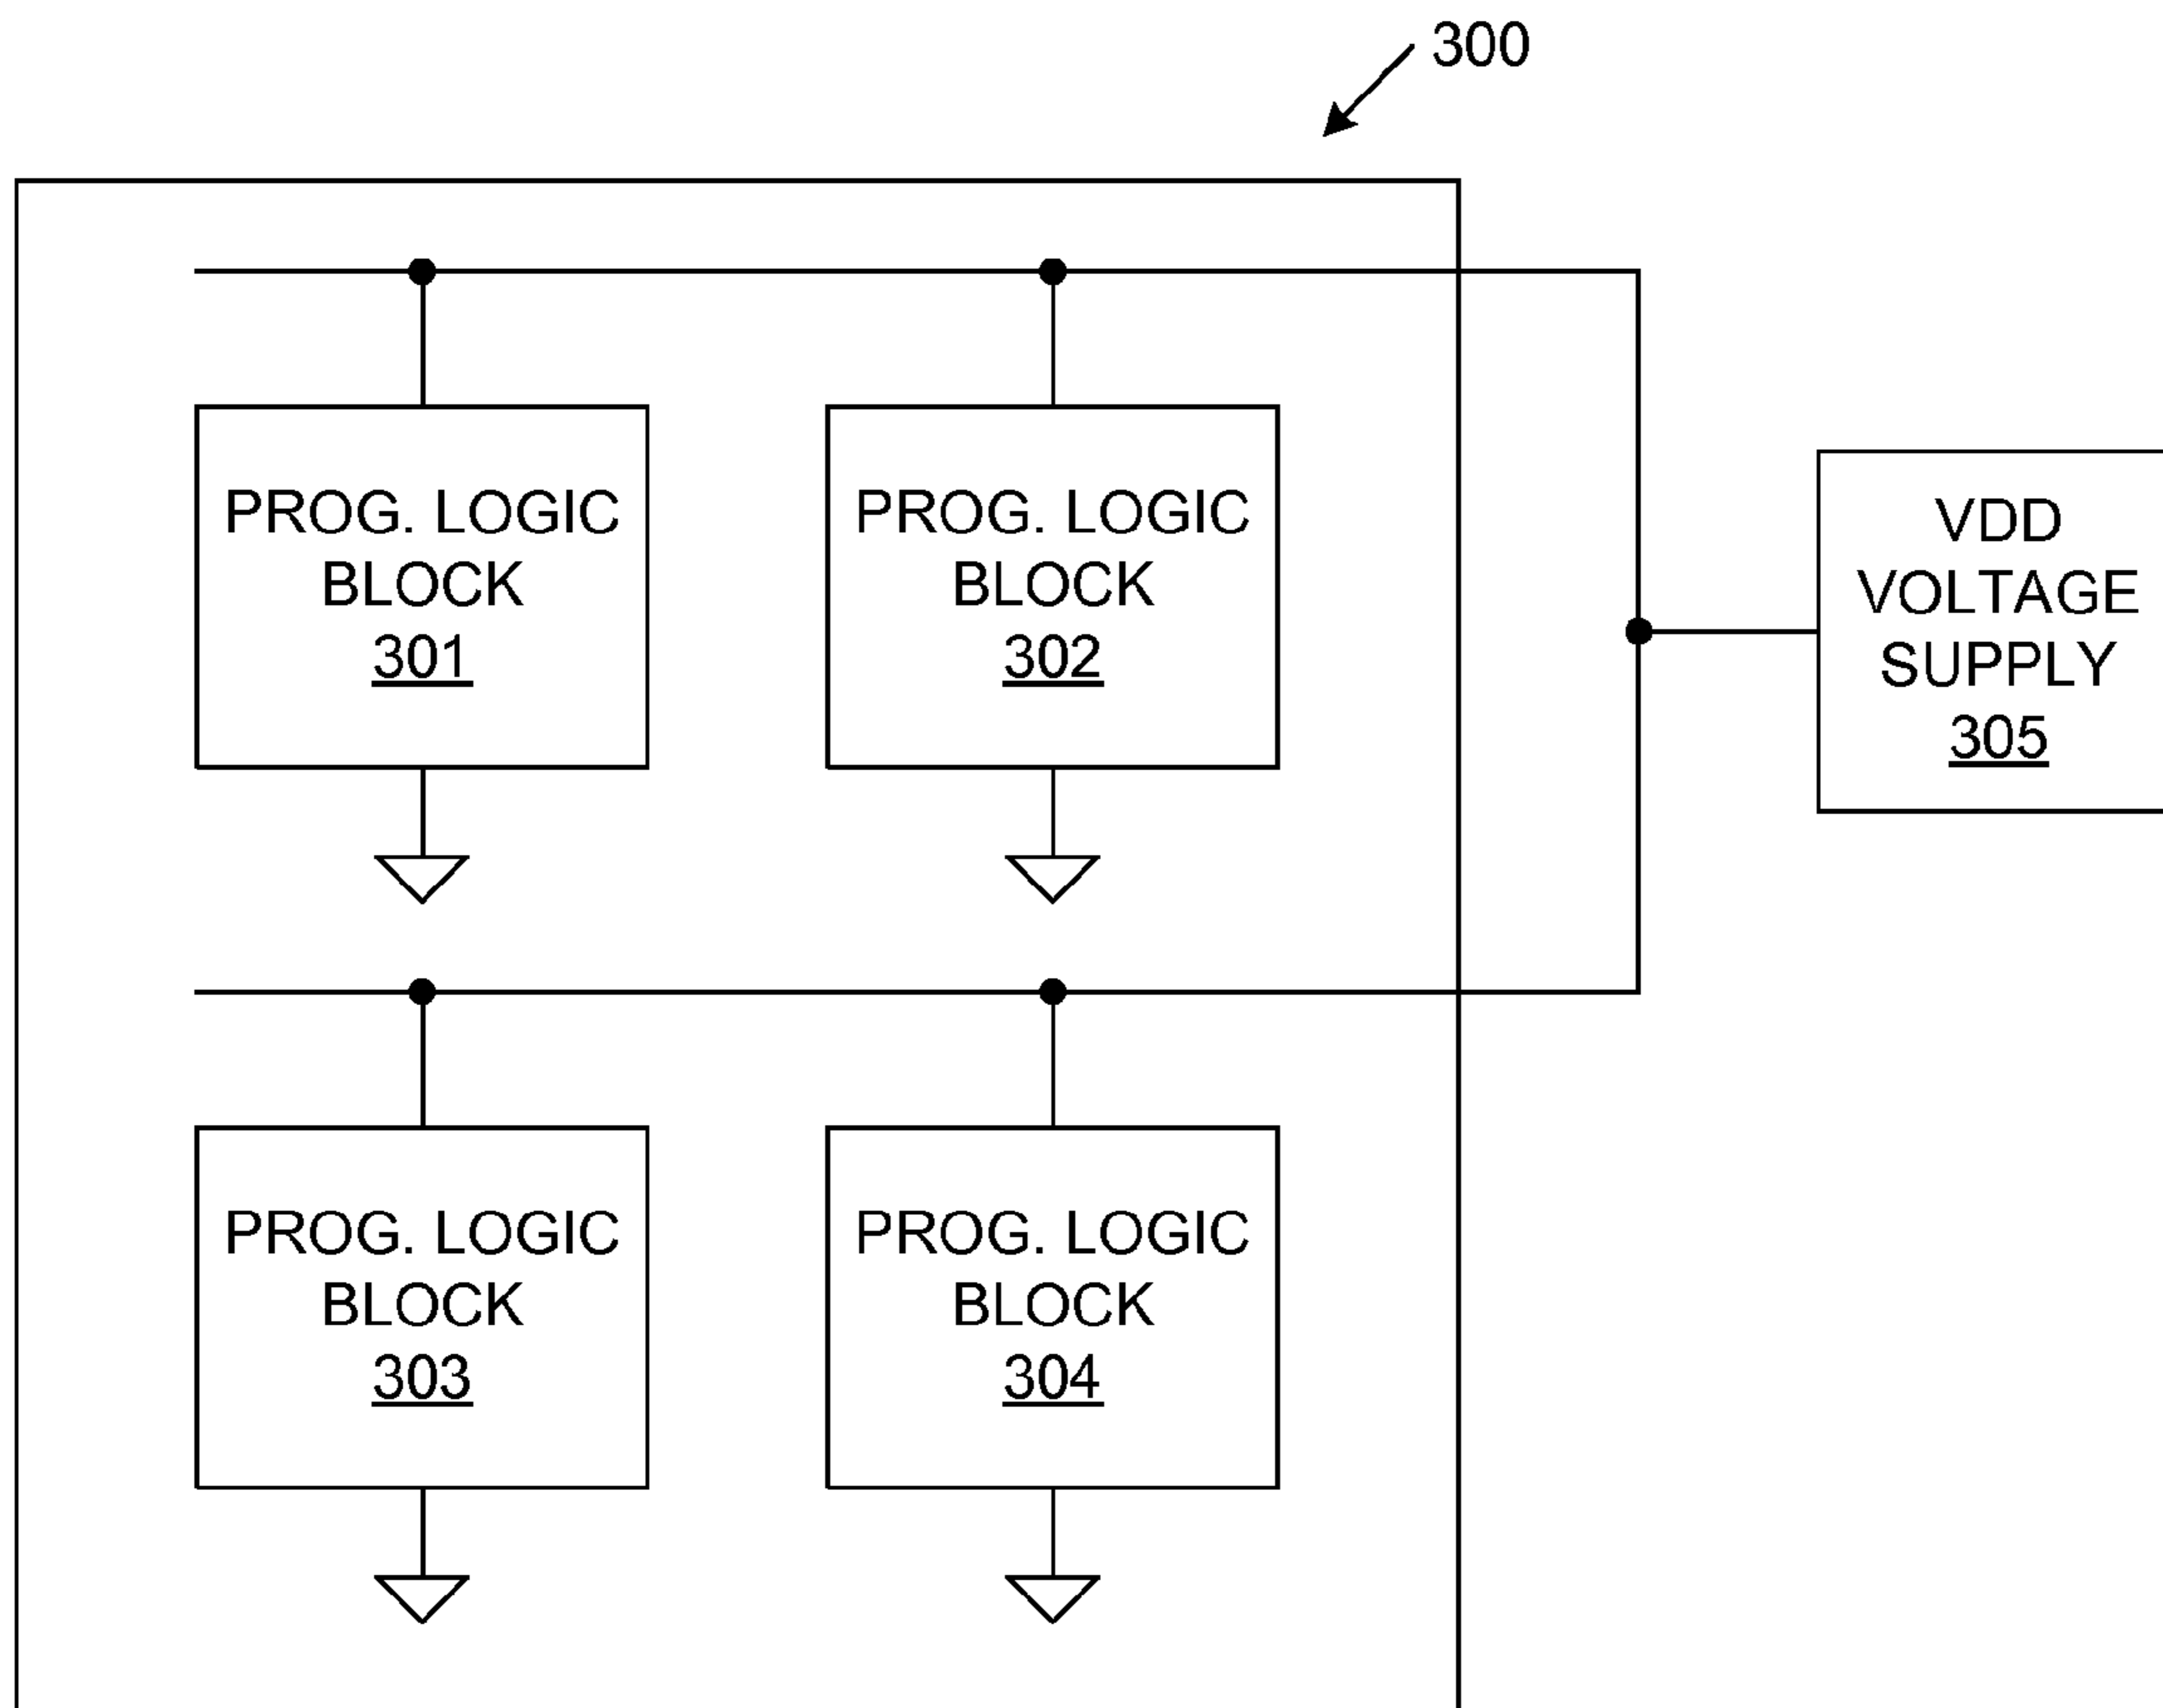 300
PROG. LOGIC
BLOCK
301
PROG. LOGIC
BLOCK
302
VDD
VOLTAGE
SUPPLY
305
PROG. LOGIC
BLOCK
303
PROG. LOGIC
BLOCK
304